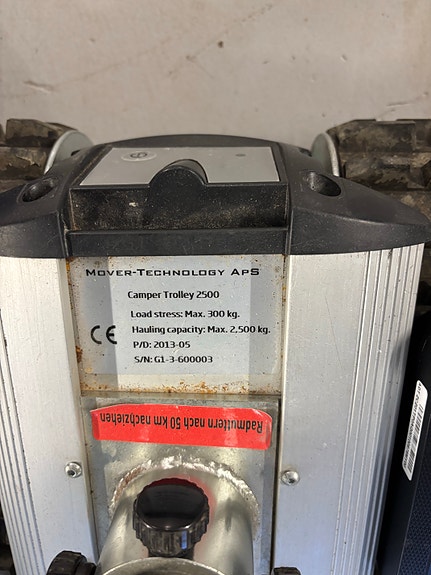 MOVER-TECHNOLOGY APS
Camper Trolley 2500
Load stress: Max. 300 kg.
Hauling capacity: Max. 2,500 kg.
CE
P/D: 2013-05
S/N: G1-3-600003
Radmuttern nach 50 km nachziehen